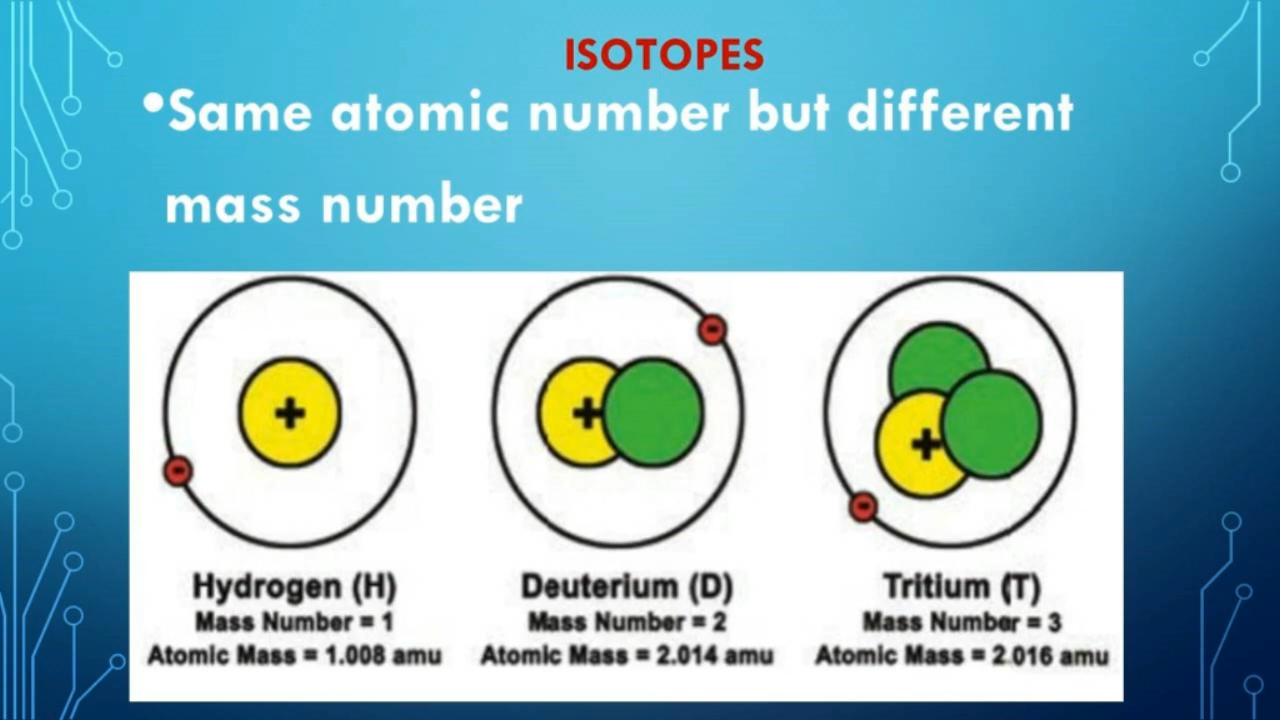 ISOTOPES
•Same atomic number but different
mass number
+
-
+
-
+
-
Hydrogen (H)
Mass Number = 1
Atomic Mass = 1.008 amu
Deuterium (D)
Mass Number = 2
Atomic Mass = 2.014 amu
Tritium (T)
Mass Number = 3
Atomic Mass = 2.016 amu